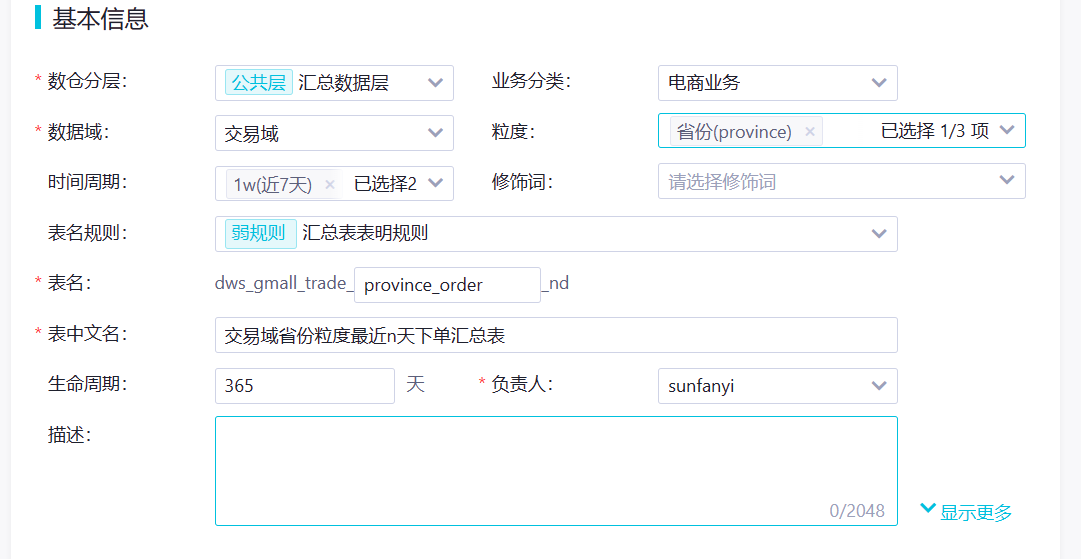 基本信息
* 数仓分层： 公共层 汇总数据层 业务分类： 电商业务
* 数据域： 交易域 粒度： 省份(province) × 已选择 1/3 项
时间周期： 1w(近7天) × 已选择2 修饰词： 请选择修饰词
表名规则： 弱规则 汇总表表明规则
* 表名： dws_gmall_trade_ province_order _nd
* 表中文名： 交易域省份粒度最近n天下单汇总表
生命周期： 365 天 * 负责人： sunfanyi
描述：
0/2048 显示更多